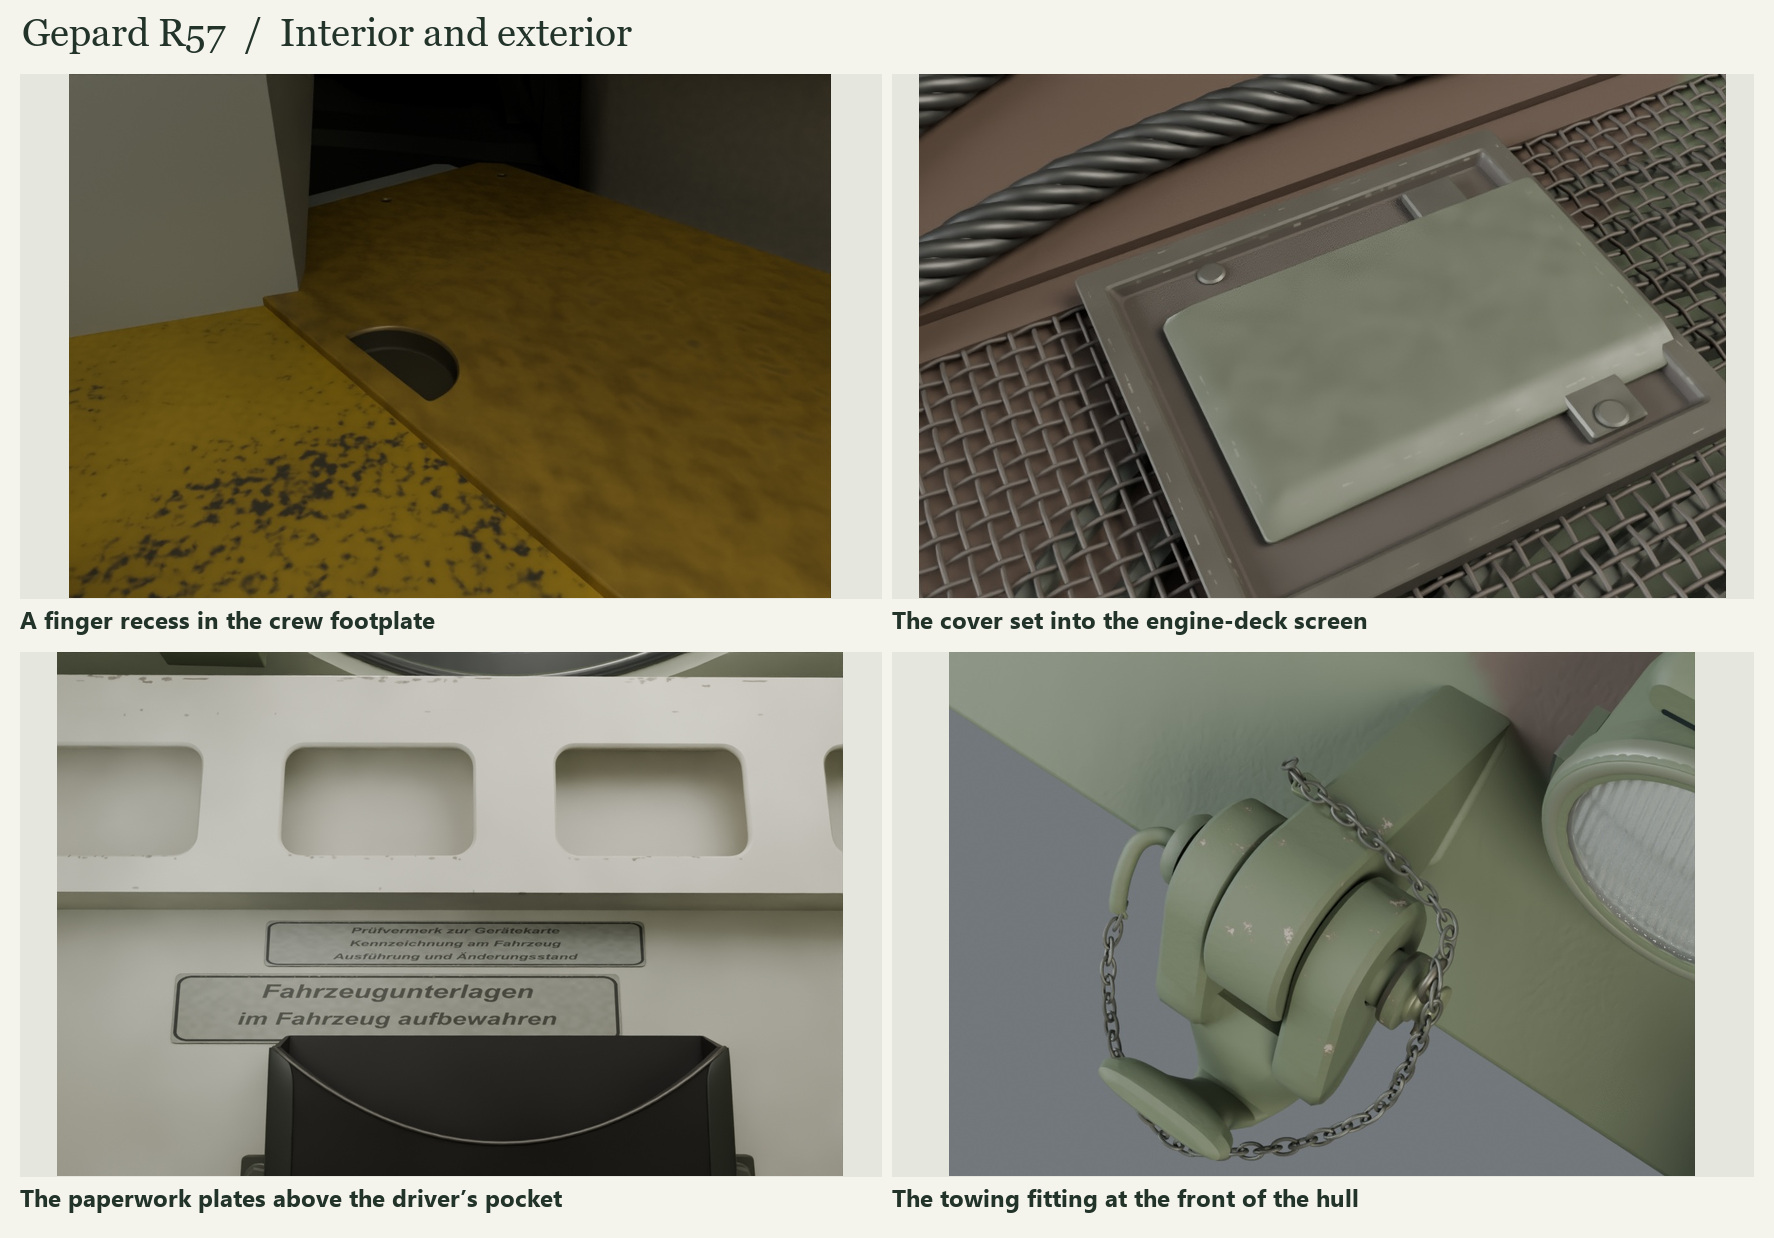 Gepard R57 / Interior and exterior
A finger recess in the crew footplate
The cover set into the engine-deck screen
Prüfvermerk zur Gerätekarte
Kennzeichnung am Fahrzeug
Ausführung und Änderungsstand
Fahrzeugunterlagen
im Fahrzeug aufbewahren
The paperwork plates above the driver’s pocket
The towing fitting at the front of the hull